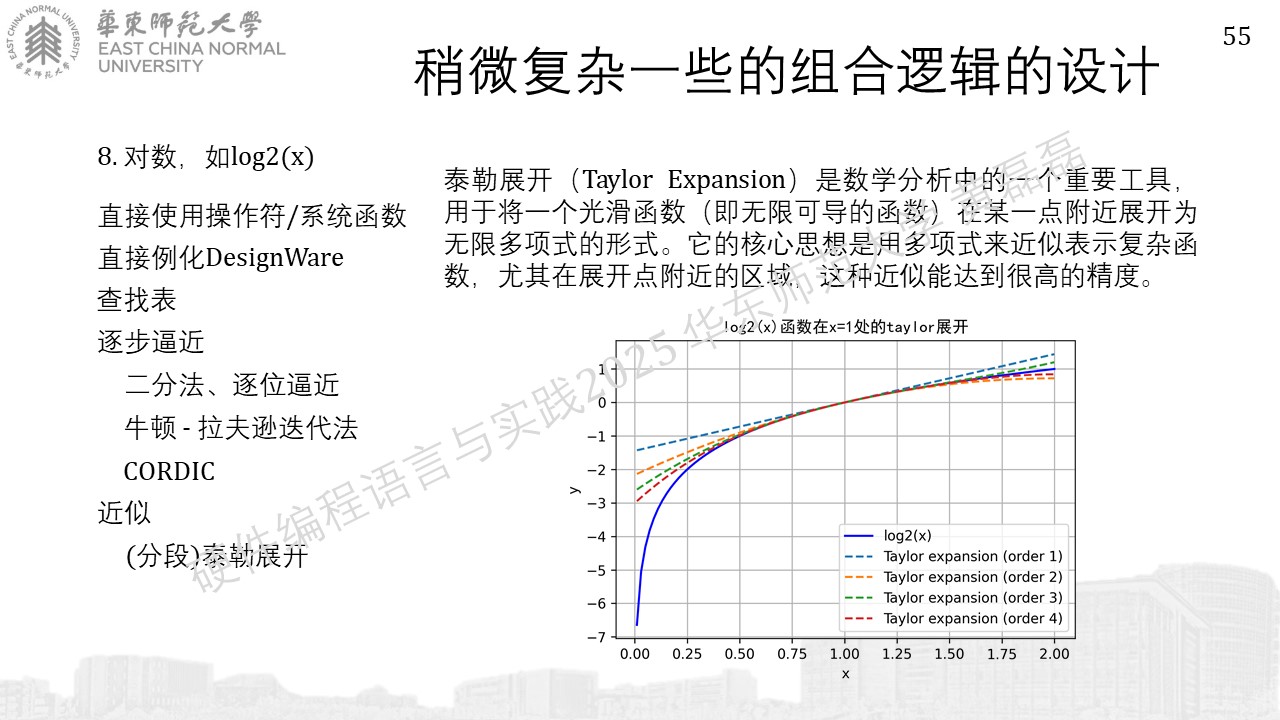 華東師範大學
EAST CHINA NORMAL
UNIVERSITY
EAST CHINA NORMAL UNIVERSITY
華東師範大學
55
稍微复杂一些的组合逻辑的设计
8. 对数，如log2(x)
直接使用操作符/系统函数
直接例化DesignWare
查找表
逐步逼近
二分法、逐位逼近
牛顿 - 拉夫逊迭代法
CORDIC
近似
(分段)泰勒展开
泰勒展开（Taylor Expansion）是数学分析中的一个重要工具，
用于将一个光滑函数（即无限可导的函数）在某一点附近展开为
无限多项式的形式。它的核心思想是用多项式来近似表示复杂函
数，尤其在展开点附近的区域，这种近似能达到很高的精度。
log2(x)函数在x=1处的taylor展开
1
0
−1
−2
−3
−4
−5
−6
−7
y
log2(x)
Taylor expansion (order 1)
Taylor expansion (order 2)
Taylor expansion (order 3)
Taylor expansion (order 4)
0.00 0.25 0.50 0.75 1.00 1.25 1.50 1.75 2.00
x
硬件编程语言与实践2025 华东师范大学 黄磊磊